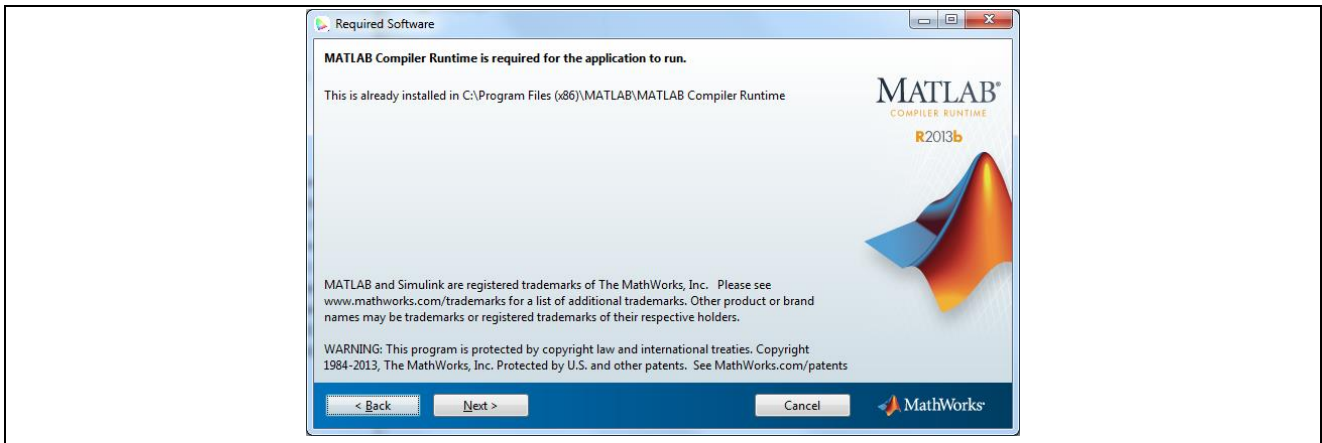 Required Software
MATLAB Compiler Runtime is required for the application to run.
This is already installed in C:\Program Files (x86)\MATLAB\MATLAB Compiler Runtime
MATLAB®
COMPILER RUNTIME
R2013b
MATLAB and Simulink are registered trademarks of The MathWorks, Inc.   Please see
www.mathworks.com/trademarks for a list of additional trademarks. Other product or brand
names may be trademarks or registered trademarks of their respective holders.
WARNING: This program is protected by copyright law and international treaties. Copyright
1984-2013, The MathWorks, Inc. Protected by U.S. and other patents.  See MathWorks.com/patents
< Back
Next >
Cancel
MathWorks®